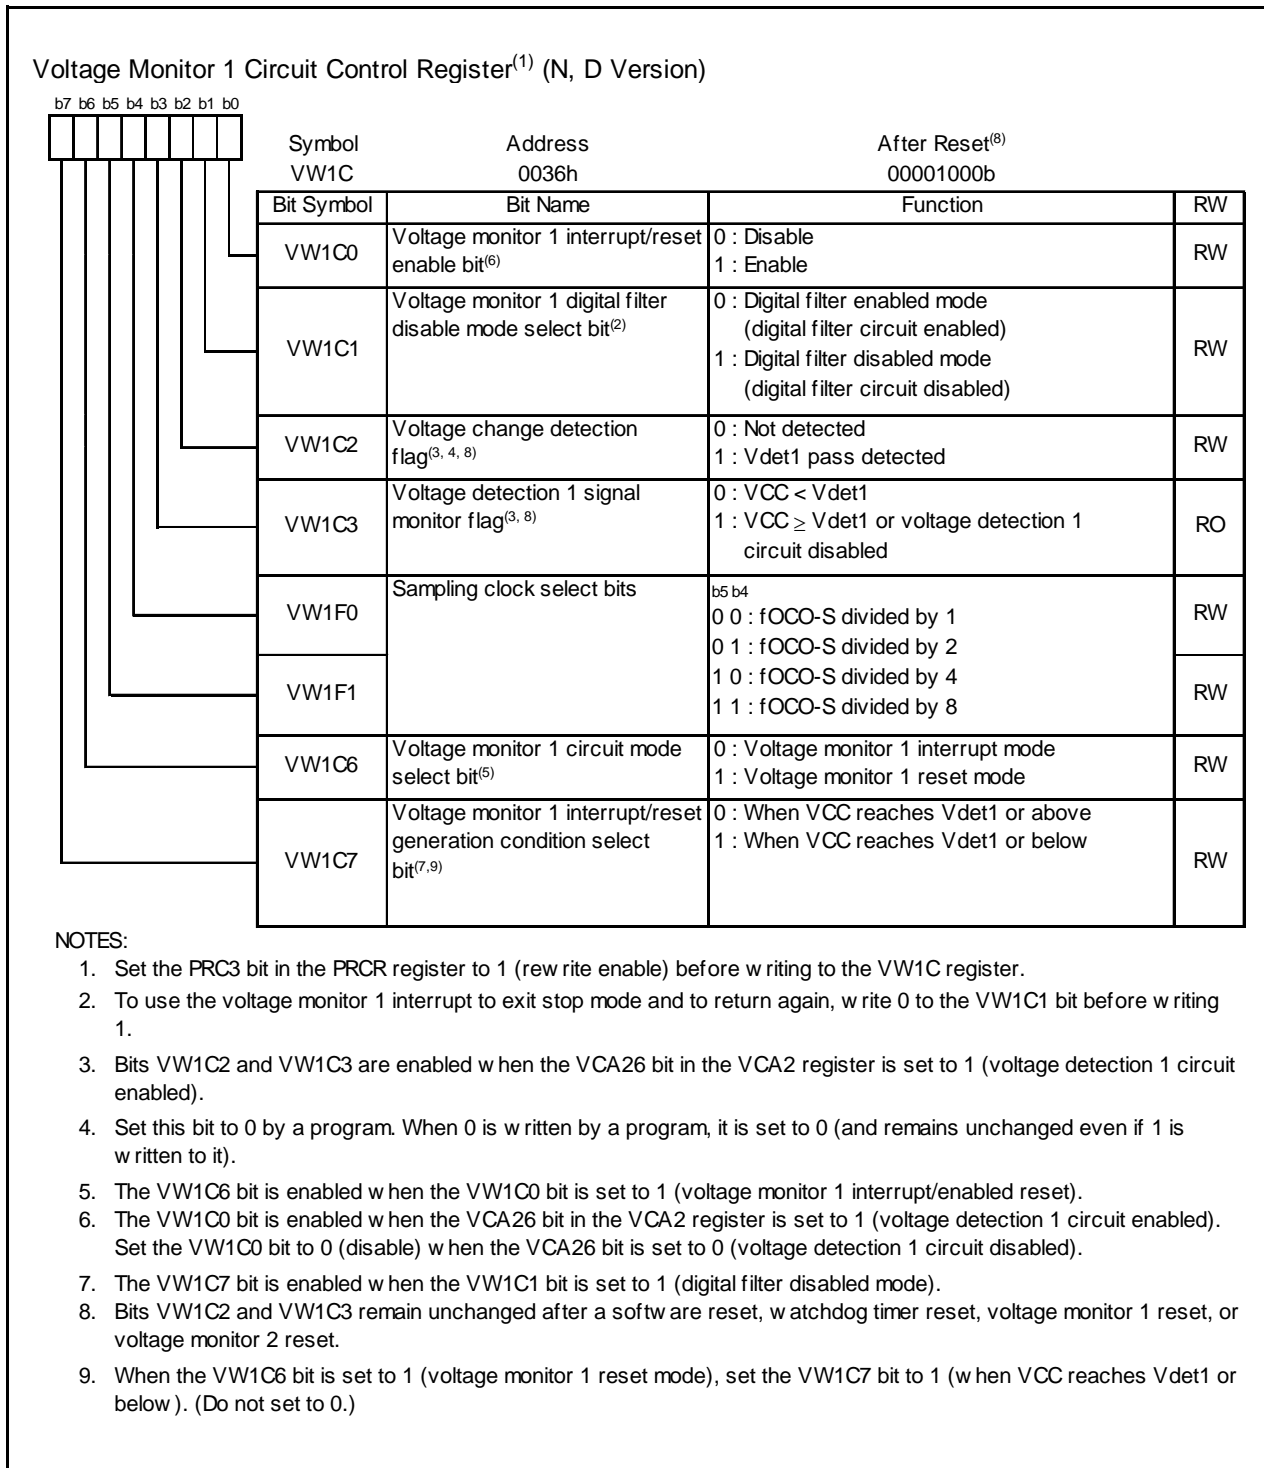 Voltage Monitor 1 Circuit Control Register(1) (N, D Version)
b7 b6 b5 b4 b3 b2 b1 b0
Symbol Address After Reset(8)
VW1C 0036h 00001000b
Bit Symbol Bit Name Function RW
VW1C0 Voltage monitor 1 interrupt/reset enable bit(6) 0 : Disable
1 : Enable RW
VW1C1 Voltage monitor 1 digital filter disable mode select bit(2) 0 : Digital filter enabled mode
(digital filter circuit enabled)
1 : Digital filter disabled mode
(digital filter circuit disabled) RW
VW1C2 Voltage change detection flag(3, 4, 8) 0 : Not detected
1 : Vdet1 pass detected RW
VW1C3 Voltage detection 1 signal monitor flag(3, 8) 0 : VCC < Vdet1
1 : VCC ≥ Vdet1 or voltage detection 1
circuit disabled RO
VW1F0 Sampling clock select bits b5 b4
0 0 : fOCO-S divided by 1 RW
0 1 : fOCO-S divided by 2
VW1F1 1 0 : fOCO-S divided by 4 RW
1 1 : fOCO-S divided by 8
VW1C6 Voltage monitor 1 circuit mode select bit(5) 0 : Voltage monitor 1 interrupt mode
1 : Voltage monitor 1 reset mode RW
VW1C7 Voltage monitor 1 interrupt/reset generation condition select bit(7,9) 0 : When VCC reaches Vdet1 or above
1 : When VCC reaches Vdet1 or below RW
NOTES:
1. Set the PRC3 bit in the PRCR register to 1 (rewrite enable) before writing to the VW1C register.
2. To use the voltage monitor 1 interrupt to exit stop mode and to return again, write 0 to the VW1C1 bit before writing
1.
3. Bits VW1C2 and VW1C3 are enabled when the VCA26 bit in the VCA2 register is set to 1 (voltage detection 1 circuit
enabled).
4. Set this bit to 0 by a program. When 0 is written by a program, it is set to 0 (and remains unchanged even if 1 is
written to it).
5. The VW1C6 bit is enabled when the VW1C0 bit is set to 1 (voltage monitor 1 interrupt/enabled reset).
6. The VW1C0 bit is enabled when the VCA26 bit in the VCA2 register is set to 1 (voltage detection 1 circuit enabled).
Set the VW1C0 bit to 0 (disable) when the VCA26 bit is set to 0 (voltage detection 1 circuit disabled).
7. The VW1C7 bit is enabled when the VW1C1 bit is set to 1 (digital filter disabled mode).
8. Bits VW1C2 and VW1C3 remain unchanged after a software reset, watchdog timer reset, voltage monitor 1 reset, or
voltage monitor 2 reset.
9. When the VW1C6 bit is set to 1 (voltage monitor 1 reset mode), set the VW1C7 bit to 1 (when VCC reaches Vdet1 or
below). (Do not set to 0.)